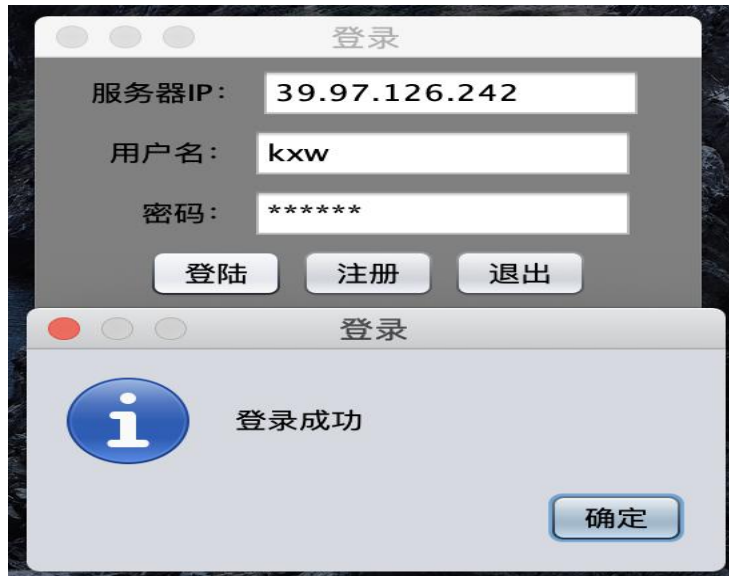 登录
服务器IP: 39.97.126.242
用户名: kxw
密码: ******
登陆 注册 退出
登录
登录成功
确定